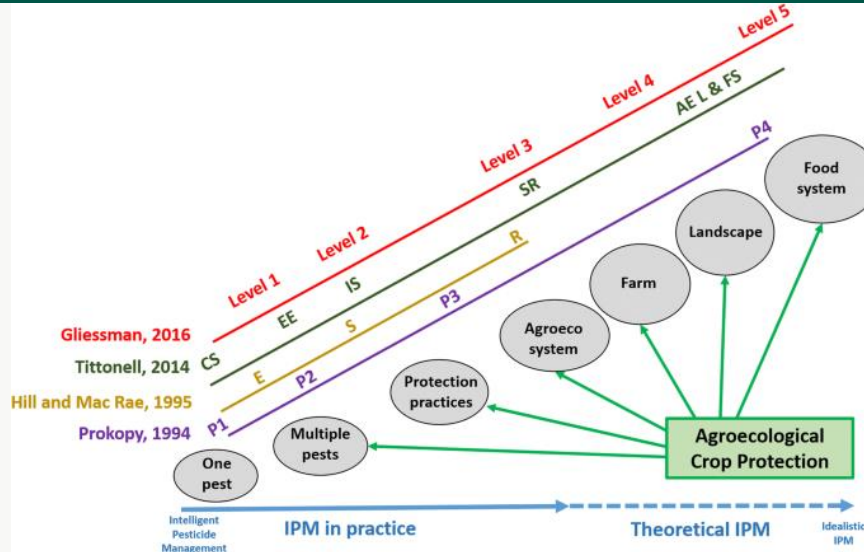 Level 5
Level 4
Level 3
Level 2
Level 1
AE L & FS
SR
IS
EE
CS
R
S
E
P4
P3
P2
P1
Gliessman, 2016
Tittonell, 2014
Hill and Mac Rae, 1995
Prokopy, 1994
Food
system
Landscape
Farm
Agroeco
system
Protection
practices
Multiple
pests
One
pest
Agroecological
Crop Protection
Intelligent
Pesticide
Management
IPM in practice
Theoretical IPM
Idealistic
IPM